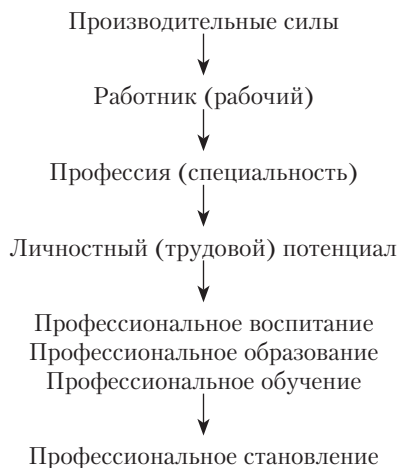 Производительные силы
Работник (рабочий)
Профессия (специальность)
Личностный (трудовой) потенциал
Профессиональное воспитание
Профессиональное образование
Профессиональное обучение
Профессиональное становление